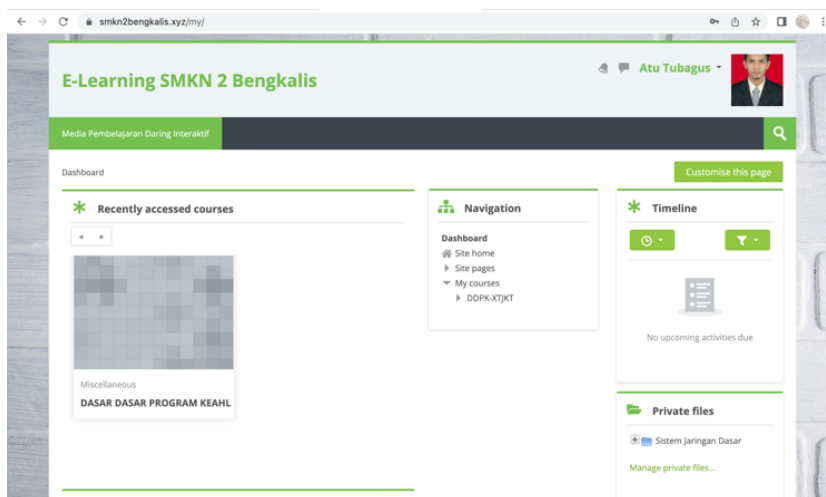 smkn2bengkalis.xyz/my/
E-Learning SMKN 2 Bengkalis
Atu Tubagus
Media Pembelajaran Daring Interaktif
Dashboard
Customise this page
Recently accessed courses
Miscellaneous
DASAR DASAR PROGRAM KEAHL
Navigation
Dashboard
Site home
Site pages
My courses
DDPK-XTJKT
Timeline
No upcoming activities due
Private files
Sistem Jaringan Dasar
Manage private files...